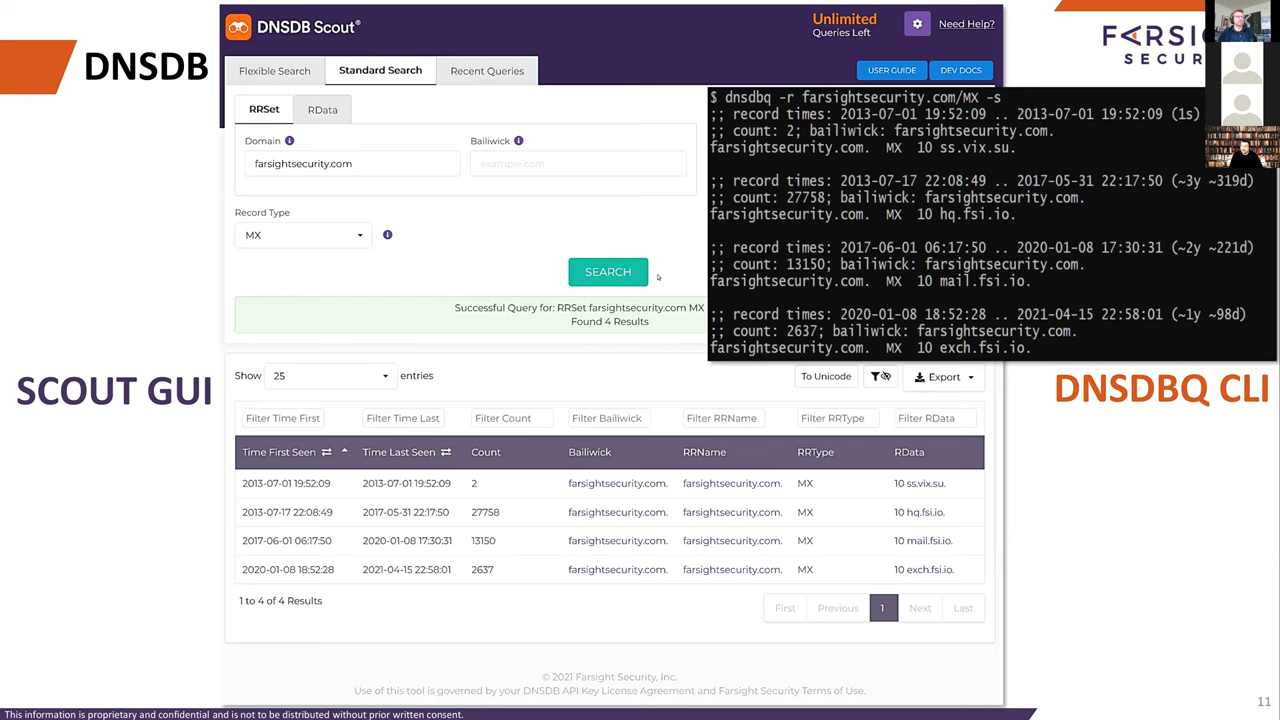 DNSDB
DNSDB Scout®
Unlimited
Queries Left
Need Help?
Flexible Search
Standard Search
Recent Queries
USER GUIDE
DEV DOCS
RRSet
RData
Domain
Bailiwick
farsightsecurity.com
example.com
Record Type
MX
SEARCH
Successful Query for: RRSet farsightsecurity.com MX
Found 4 Results
$ dnsdbq -r farsightsecurity.com/MX -s
;; record times: 2013-07-01 19:52:09 .. 2013-07-01 19:52:09 (1s)
;; count: 2; bailiwick: farsightsecurity.com.
farsightsecurity.com. MX 10 ss.vix.su.
;; record times: 2013-07-17 22:08:49 .. 2017-05-31 22:17:50 (~3y ~319d)
;; count: 27758; bailiwick: farsightsecurity.com.
farsightsecurity.com. MX 10 hq.fsi.io.
;; record times: 2017-06-01 06:17:50 .. 2020-01-08 17:30:31 (~2y ~221d)
;; count: 13150; bailiwick: farsightsecurity.com.
farsightsecurity.com. MX 10 mail.fsi.io.
;; record times: 2020-01-08 18:52:28 .. 2021-04-15 22:58:01 (~1y ~98d)
;; count: 2637; bailiwick: farsightsecurity.com.
farsightsecurity.com. MX 10 exch.fsi.io.
SCOUT GUI
DNSDBQ CLI
Show 25 entries
To Unicode
Export
Filter Time First
Filter Time Last
Filter Count
Filter Bailiwick
Filter RRName
Filter RRType
Filter RData
Time First Seen Time Last Seen Count Bailiwick RRName RRType RData
2013-07-01 19:52:09 2013-07-01 19:52:09 2 farsightsecurity.com. farsightsecurity.com. MX 10 ss.vix.su.
2013-07-17 22:08:49 2017-05-31 22:17:50 27758 farsightsecurity.com. farsightsecurity.com. MX 10 hq.fsi.io.
2017-06-01 06:17:50 2020-01-08 17:30:31 13150 farsightsecurity.com. farsightsecurity.com. MX 10 mail.fsi.io.
2020-01-08 18:52:28 2021-04-15 22:58:01 2637 farsightsecurity.com. farsightsecurity.com. MX 10 exch.fsi.io.
1 to 4 of 4 Results
First Previous 1 Next Last
© 2021 Farsight Security, Inc.
Use of this tool is governed by your DNSDB API Key License Agreement and Farsight Security Terms of Use.
This information is proprietary and confidential and is not to be distributed without prior written consent.
11